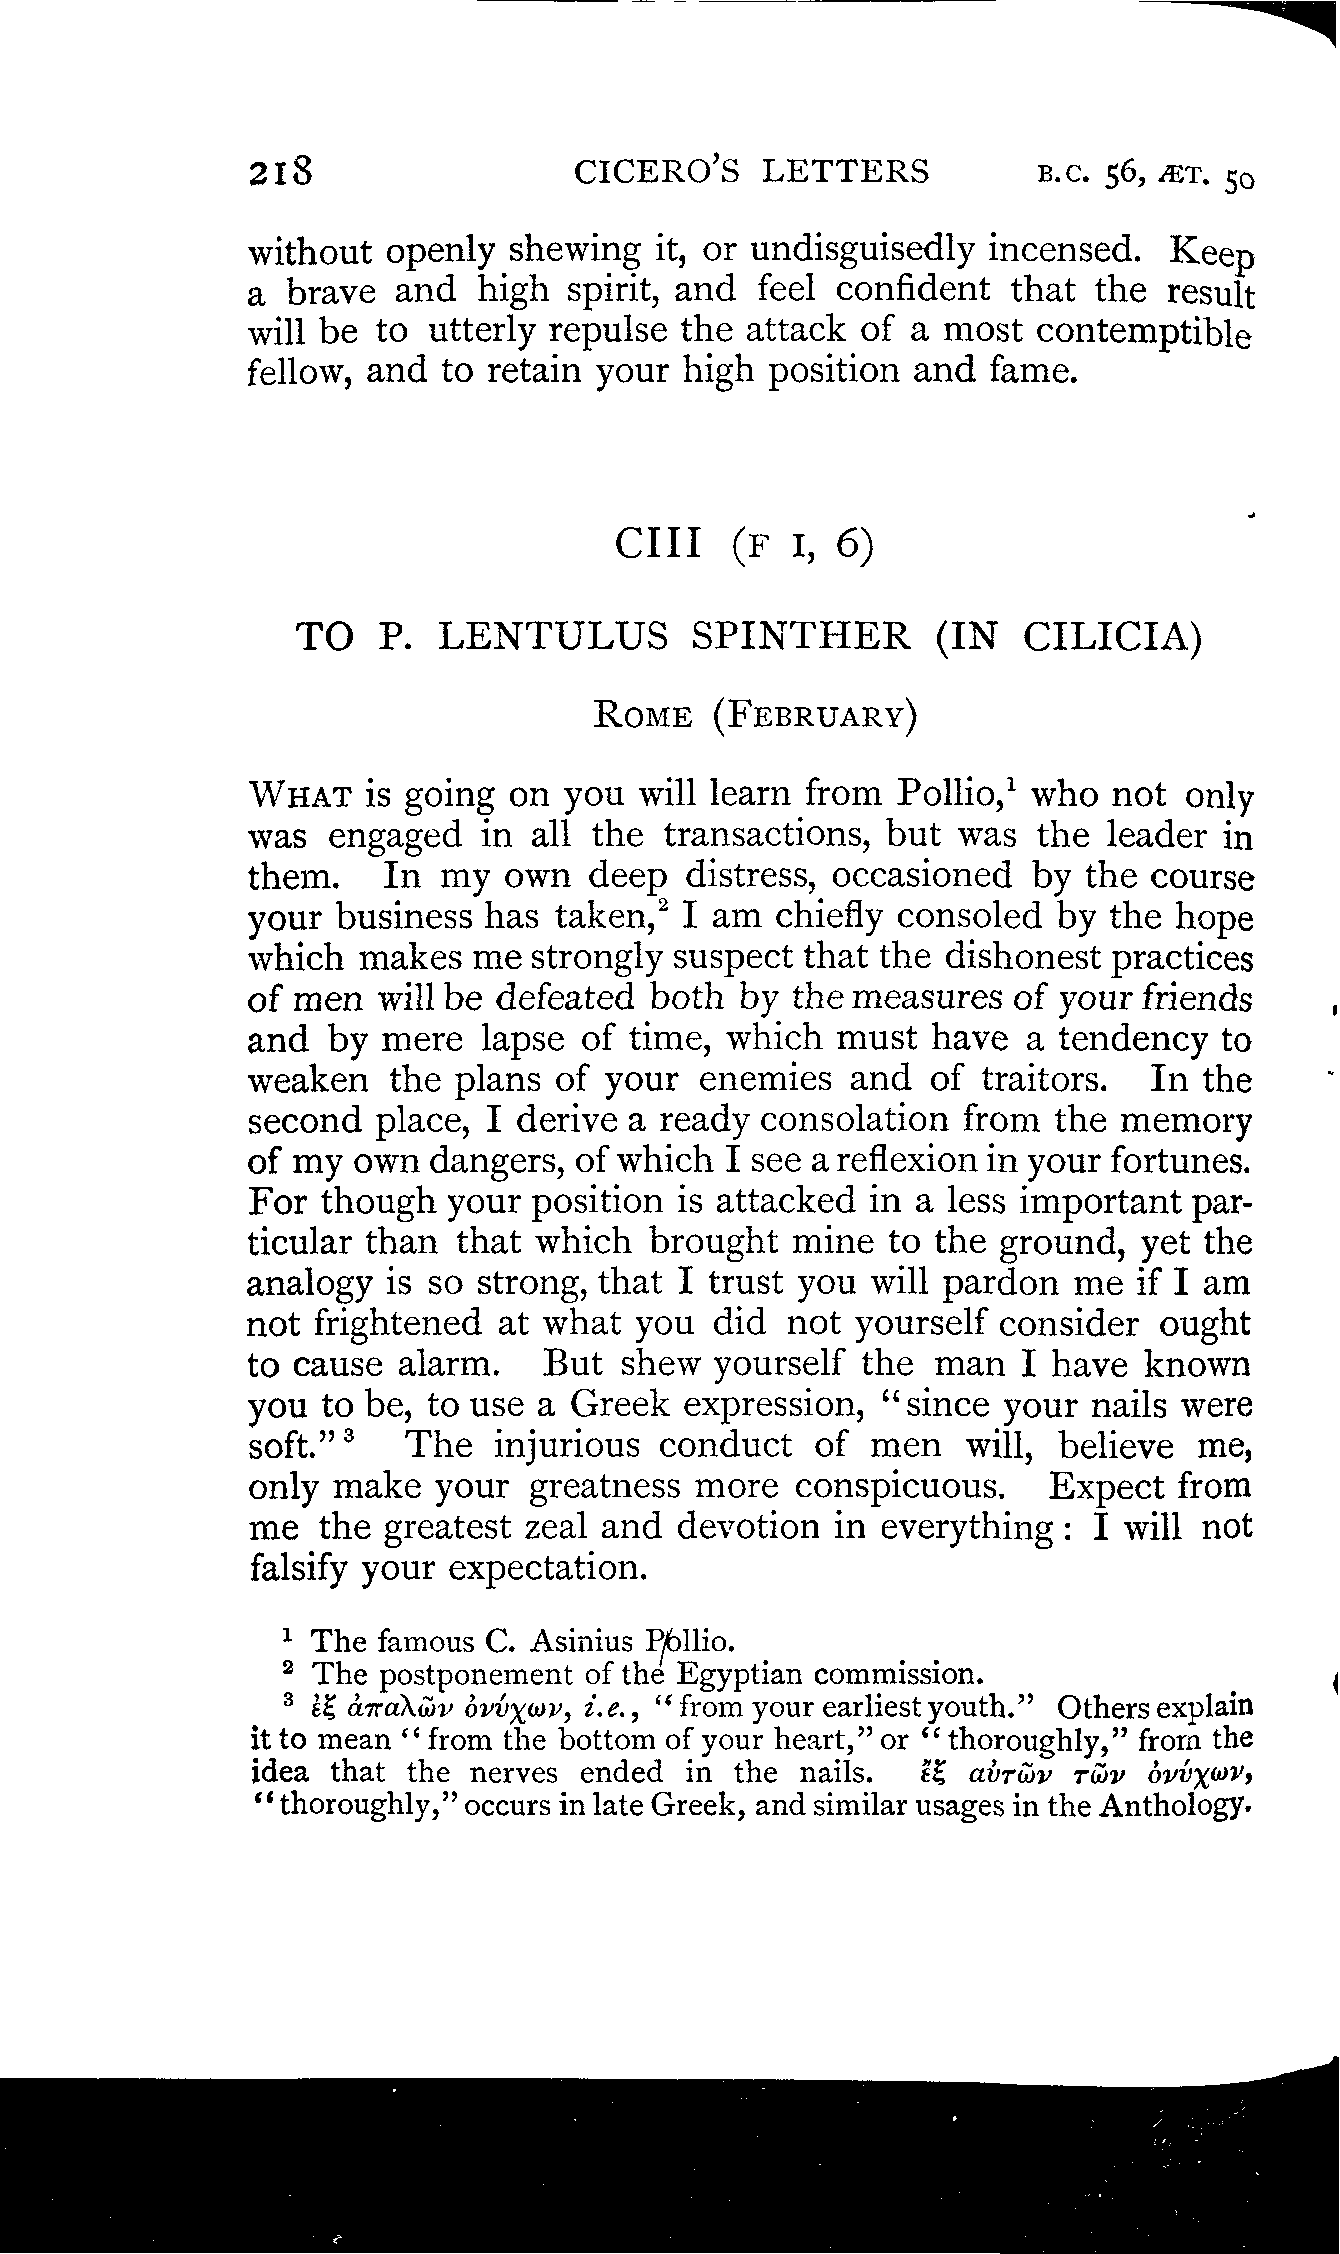 218 CICERO'S LETTERS B.C. 56, ÆT. 50
without openly shewing it, or undisguisedly incensed. Keep
a brave and high spirit, and feel confident that the result
will be to utterly repulse the attack of a most contemptible
fellow, and to retain your high position and fame.
CIII (F I, 6)
TO P. LENTULUS SPINTHER (IN CILICIA)
ROME (FEBRUARY)
WHAT is going on you will learn from Pollio,¹ who not only
was engaged in all the transactions, but was the leader in
them. In my own deep distress, occasioned by the course
your business has taken,² I am chiefly consoled by the hope
which makes me strongly suspect that the dishonest practices
of men will be defeated both by the measures of your friends
and by mere lapse of time, which must have a tendency to
weaken the plans of your enemies and of traitors. In the
second place, I derive a ready consolation from the memory
of my own dangers, of which I see a reflexion in your fortunes.
For though your position is attacked in a less important par-
ticular than that which brought mine to the ground, yet the
analogy is so strong, that I trust you will pardon me if I am
not frightened at what you did not yourself consider ought
to cause alarm. But shew yourself the man I have known
you to be, to use a Greek expression, "since your nails were
soft."³ The injurious conduct of men will, believe me,
only make your greatness more conspicuous. Expect from
me the greatest zeal and devotion in everything: I will not
falsify your expectation.
¹ The famous C. Asinius Pollio.
² The postponement of the Egyptian commission.
³ ἐξ ἁπαλῶν ὀνύχων, i.e., "from your earliest youth." Others explain
it to mean "from the bottom of your heart," or "thoroughly," from the
idea that the nerves ended in the nails. ἐξ αὐτῶν τῶν ὀνύχων,
"thoroughly," occurs in late Greek, and similar usages in the Anthology.